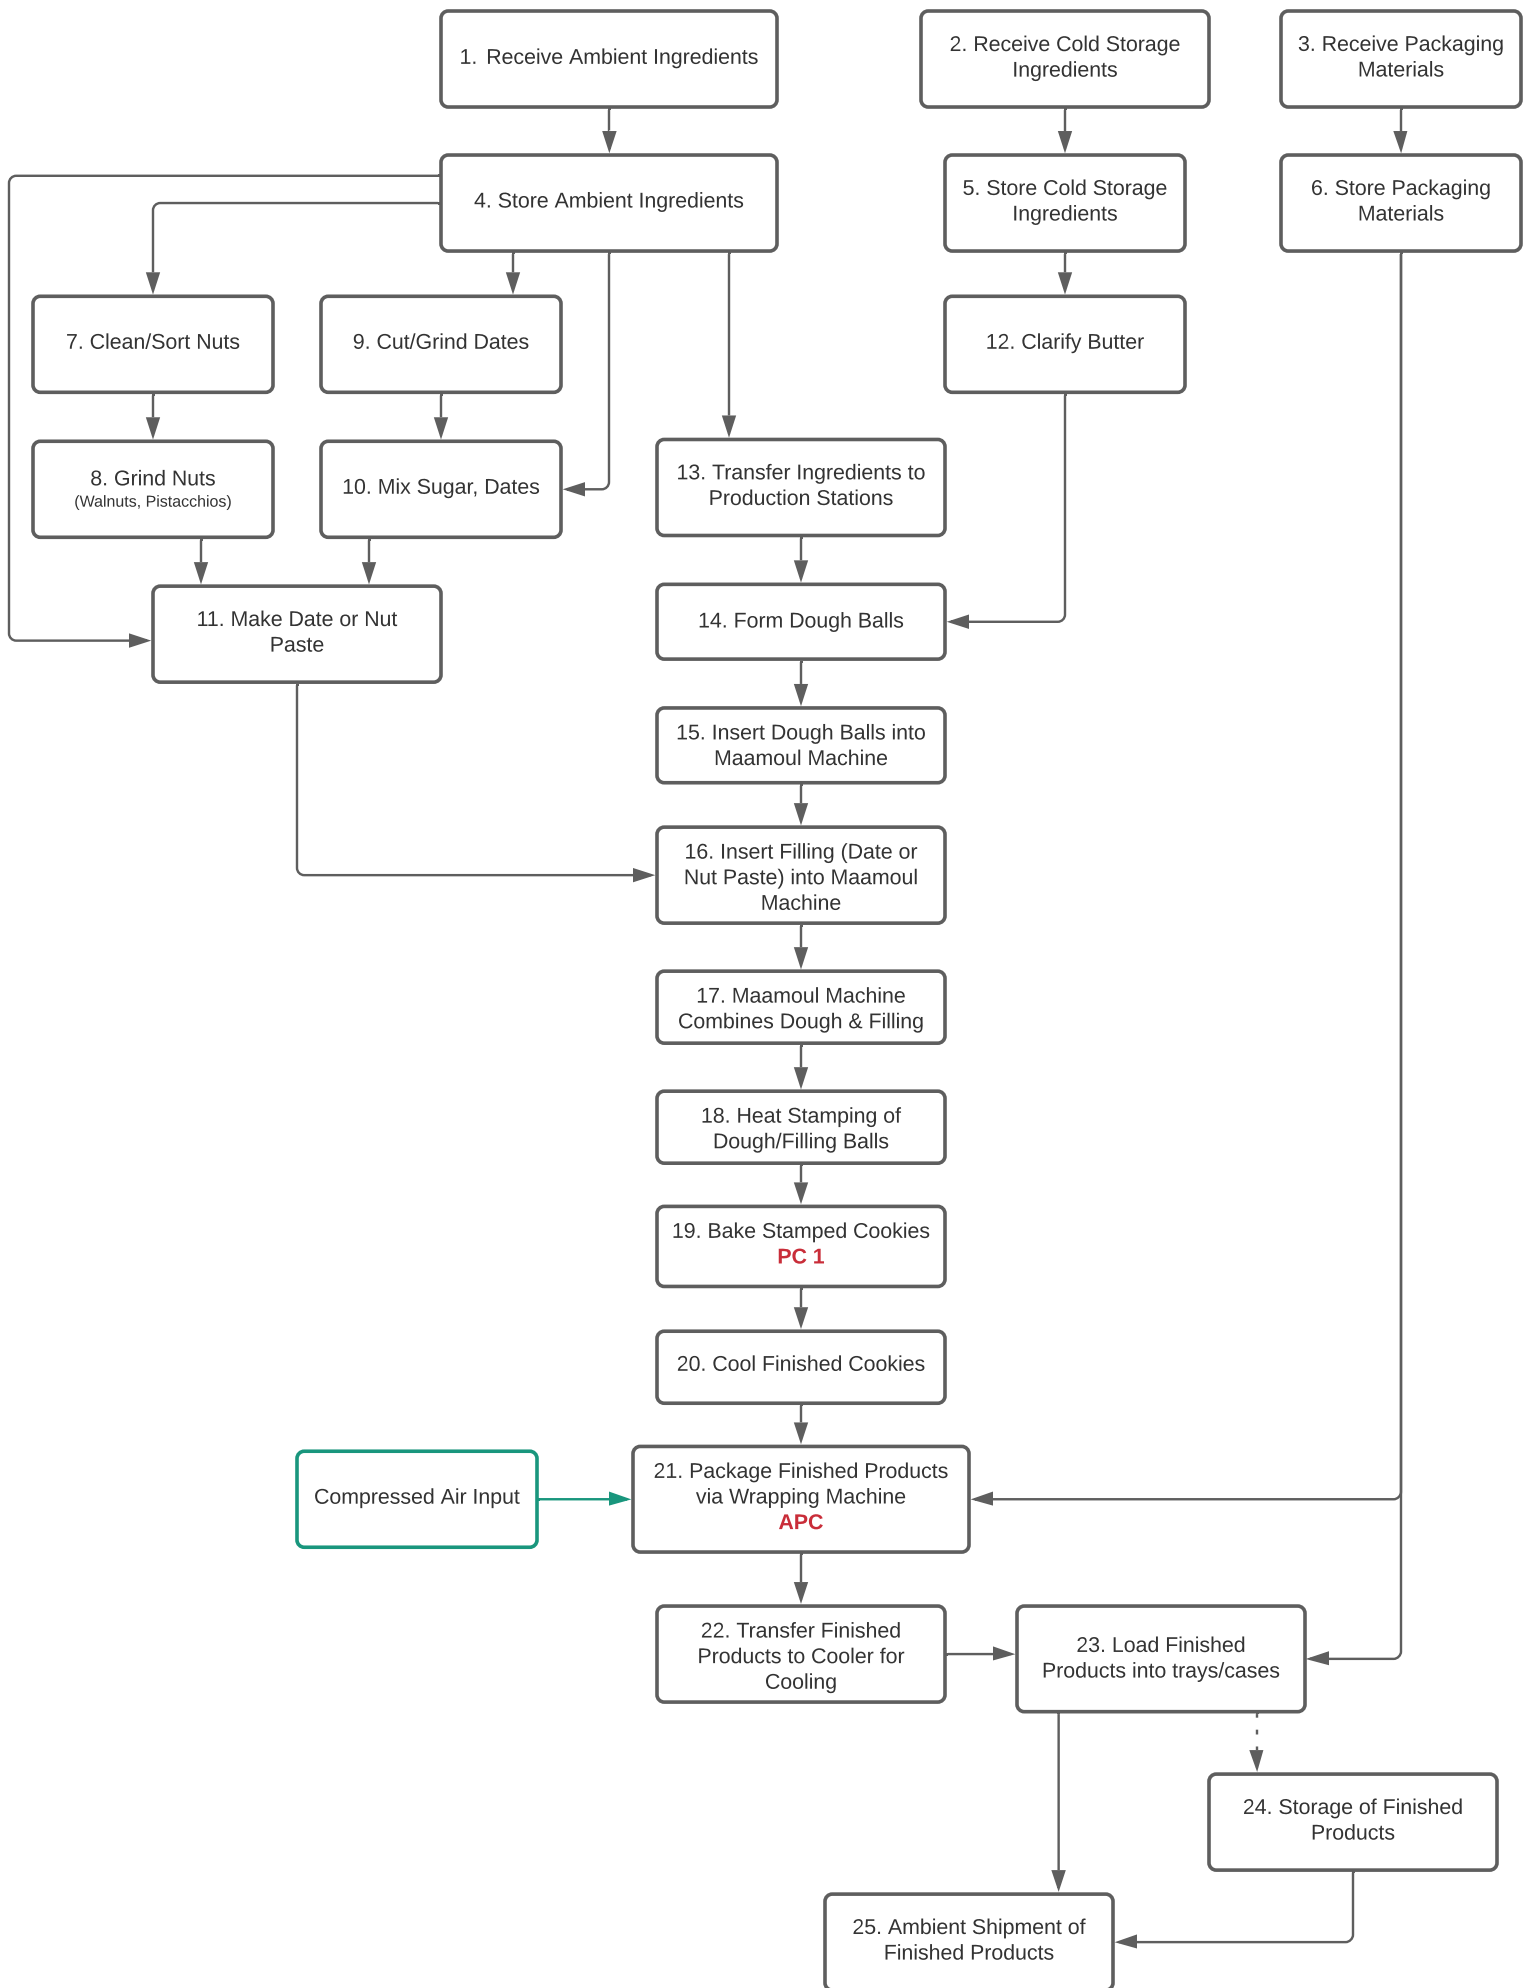 1. Receive Ambient Ingredients
2. Receive Cold Storage
Ingredients
3. Receive Packaging
Materials
4. Store Ambient Ingredients
5. Store Cold Storage
Ingredients
6. Store Packaging
Materials
7. Clean/Sort Nuts
9. Cut/Grind Dates
12. Clarify Butter
8. Grind Nuts
(Walnuts, Pistacchios)
10. Mix Sugar, Dates
13. Transfer Ingredients to
Production Stations
11. Make Date or Nut
Paste
14. Form Dough Balls
15. Insert Dough Balls into
Maamoul Machine
16. Insert Filling (Date or
Nut Paste) into Maamoul
Machine
17. Maamoul Machine
Combines Dough & Filling
18. Heat Stamping of
Dough/Filling Balls
19. Bake Stamped Cookies
PC 1
20. Cool Finished Cookies
Compressed Air Input
21. Package Finished Products
via Wrapping Machine
APC
22. Transfer Finished
Products to Cooler for
Cooling
23. Load Finished
Products into trays/cases
24. Storage of Finished
Products
25. Ambient Shipment of
Finished Products